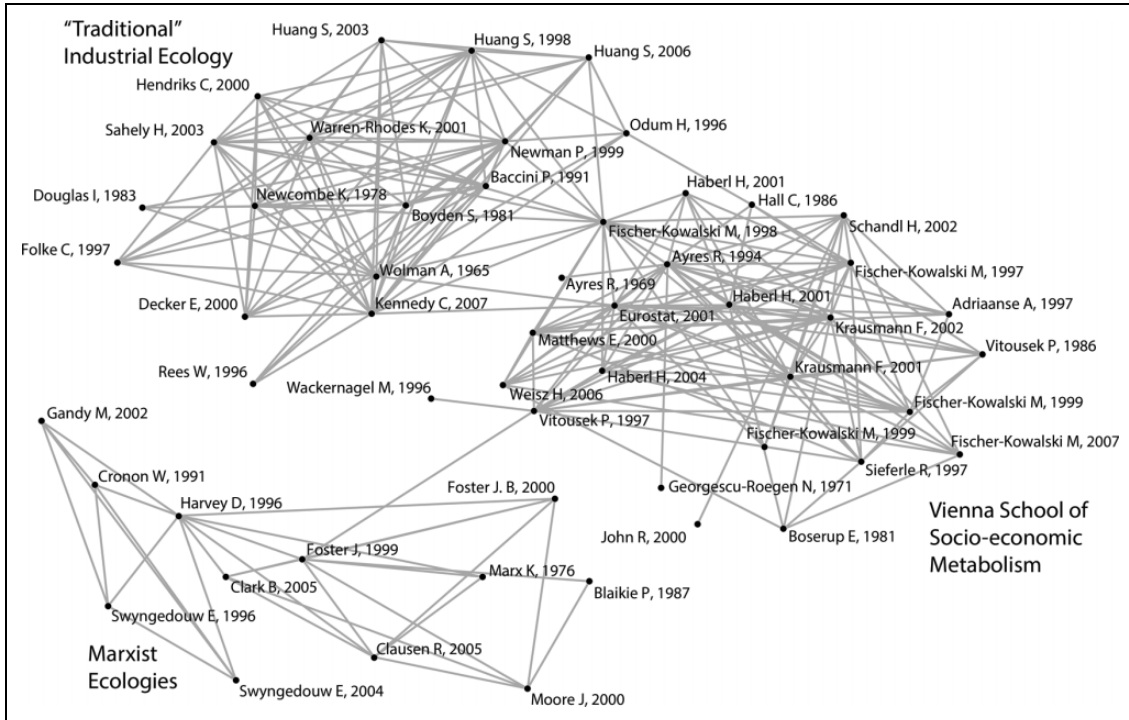 “Traditional”
Industrial Ecology
Huang S, 2003
Huang S, 1998
Huang S, 2006
Hendriks C, 2000
Sahely H, 2003
Warren-Rhodes K, 2001
Odum H, 1996
Newman P, 1999
Baccini P, 1991
Douglas I, 1983
Newcombe K, 1978
Boyden S, 1981
Haberl H, 2001
Hall C, 1986
Schandl H, 2002
Fischer-Kowalski M, 1998
Folke C, 1997
Ayres R, 1994
Fischer-Kowalski M, 1997
Wolman A, 1965
Ayres R, 1969
Haberl H, 2001
Adriaanse A, 1997
Decker E, 2000
Kennedy C, 2007
Eurostat, 2001
Krausmann F, 2002
Matthews E, 2000
Vitousek P, 1986
Rees W, 1996
Krausmann F, 2001
Haberl H, 2004
Wackernagel M, 1996
Weisz H, 2006
Gandy M, 2002
Vitousek P, 1997
Fischer-Kowalski M, 1999
Fischer-Kowalski M, 1999
Fischer-Kowalski M, 2007
Cronon W, 1991
Sieferle R, 1997
Foster J. B, 2000
Georgescu-Roegen N, 1971
Harvey D, 1996
Vienna School of
Socio-economic
Metabolism
John R, 2000
Boserup E, 1981
Foster J, 1999
Marx K, 1976
Clark B, 2005
Blaikie P, 1987
Swyngedouw E, 1996
Marxist
Ecologies
Clausen R, 2005
Swyngedouw E, 2004
Moore J, 2000